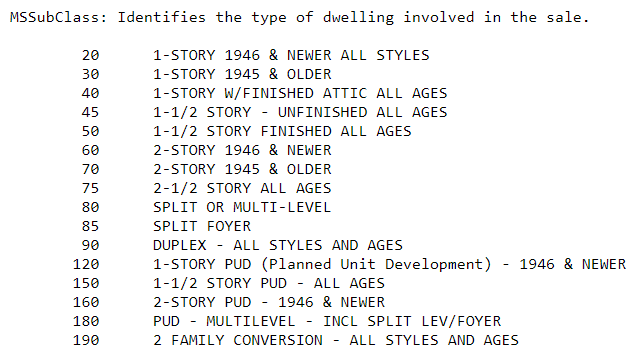 MSSubClass: Identifies the type of dwelling involved in the sale.
20 1-STORY 1946 & NEWER ALL STYLES
30 1-STORY 1945 & OLDER
40 1-STORY W/FINISHED ATTIC ALL AGES
45 1-1/2 STORY - UNFINISHED ALL AGES
50 1-1/2 STORY FINISHED ALL AGES
60 2-STORY 1946 & NEWER
70 2-STORY 1945 & OLDER
75 2-1/2 STORY ALL AGES
80 SPLIT OR MULTI-LEVEL
85 SPLIT FOYER
90 DUPLEX - ALL STYLES AND AGES
120 1-STORY PUD (Planned Unit Development) - 1946 & NEWER
150 1-1/2 STORY PUD - ALL AGES
160 2-STORY PUD - 1946 & NEWER
180 PUD - MULTILEVEL - INCL SPLIT LEV/FOYER
190 2 FAMILY CONVERSION - ALL STYLES AND AGES